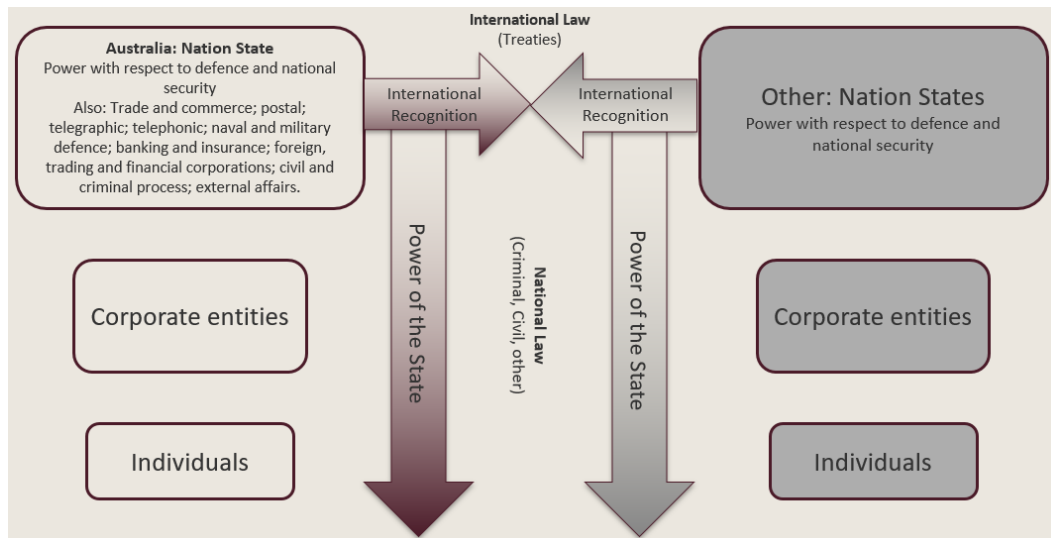 International Law
(Treaties)
Australia: Nation State
Power with respect to defence and national
security
Also: Trade and commerce; postal;
telegraphic; telephonic; naval and military
defence; banking and insurance; foreign,
trading and financial corporations; civil and
criminal process; external affairs.
International
Recognition
International
Recognition
Other: Nation States
Power with respect to defence and
national security
Power of the State
National Law
(Criminal, Civil, other)
Power of the State
Corporate entities
Corporate entities
Individuals
Individuals